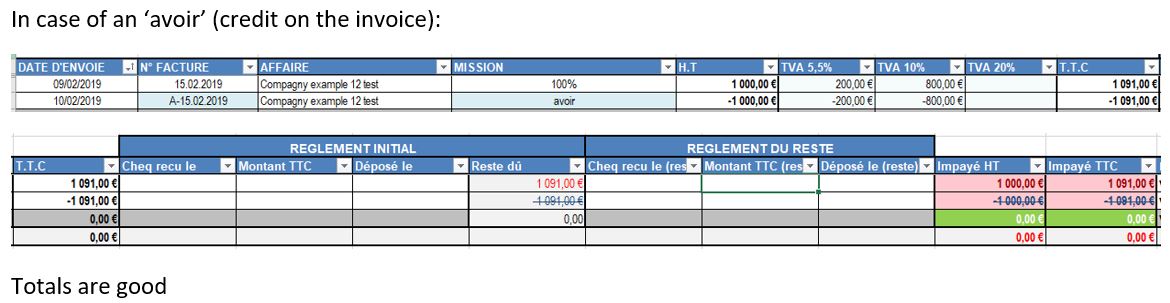 In case of an ‘avoir’ (credit on the invoice):
DATE D'ENVOIE N° FACTURE AFFAIRE MISSION H.T TVA 5,5% TVA 10% TVA 20% T.T.C
09/02/2019 15.02.2019 Compagny example 12 test 100% 1 000,00 € 200,00 € 800,00 € 1 091,00 €
10/02/2019 A-15.02.2019 Compagny example 12 test avoir -1 000,00 € -200,00 € -800,00 € -1 091,00 €
REGLEMENT INITIAL REGLEMENT DU RESTE
T.T.C Cheq recu le Montant TTC Déposé le Reste dû Cheq recu le (res Montant TTC (res Déposé le (reste) Impayé HT Impayé TTC
1 091,00 € 1 091,00 € 1 000,00 € 1 091,00 €
-1 091,00 € -1 091,00 € -1 000,00 € -1 091,00 €
0,00 € 0,00 0,00 € 0,00 €
0,00 € 0,00 € 0,00 €
Totals are good